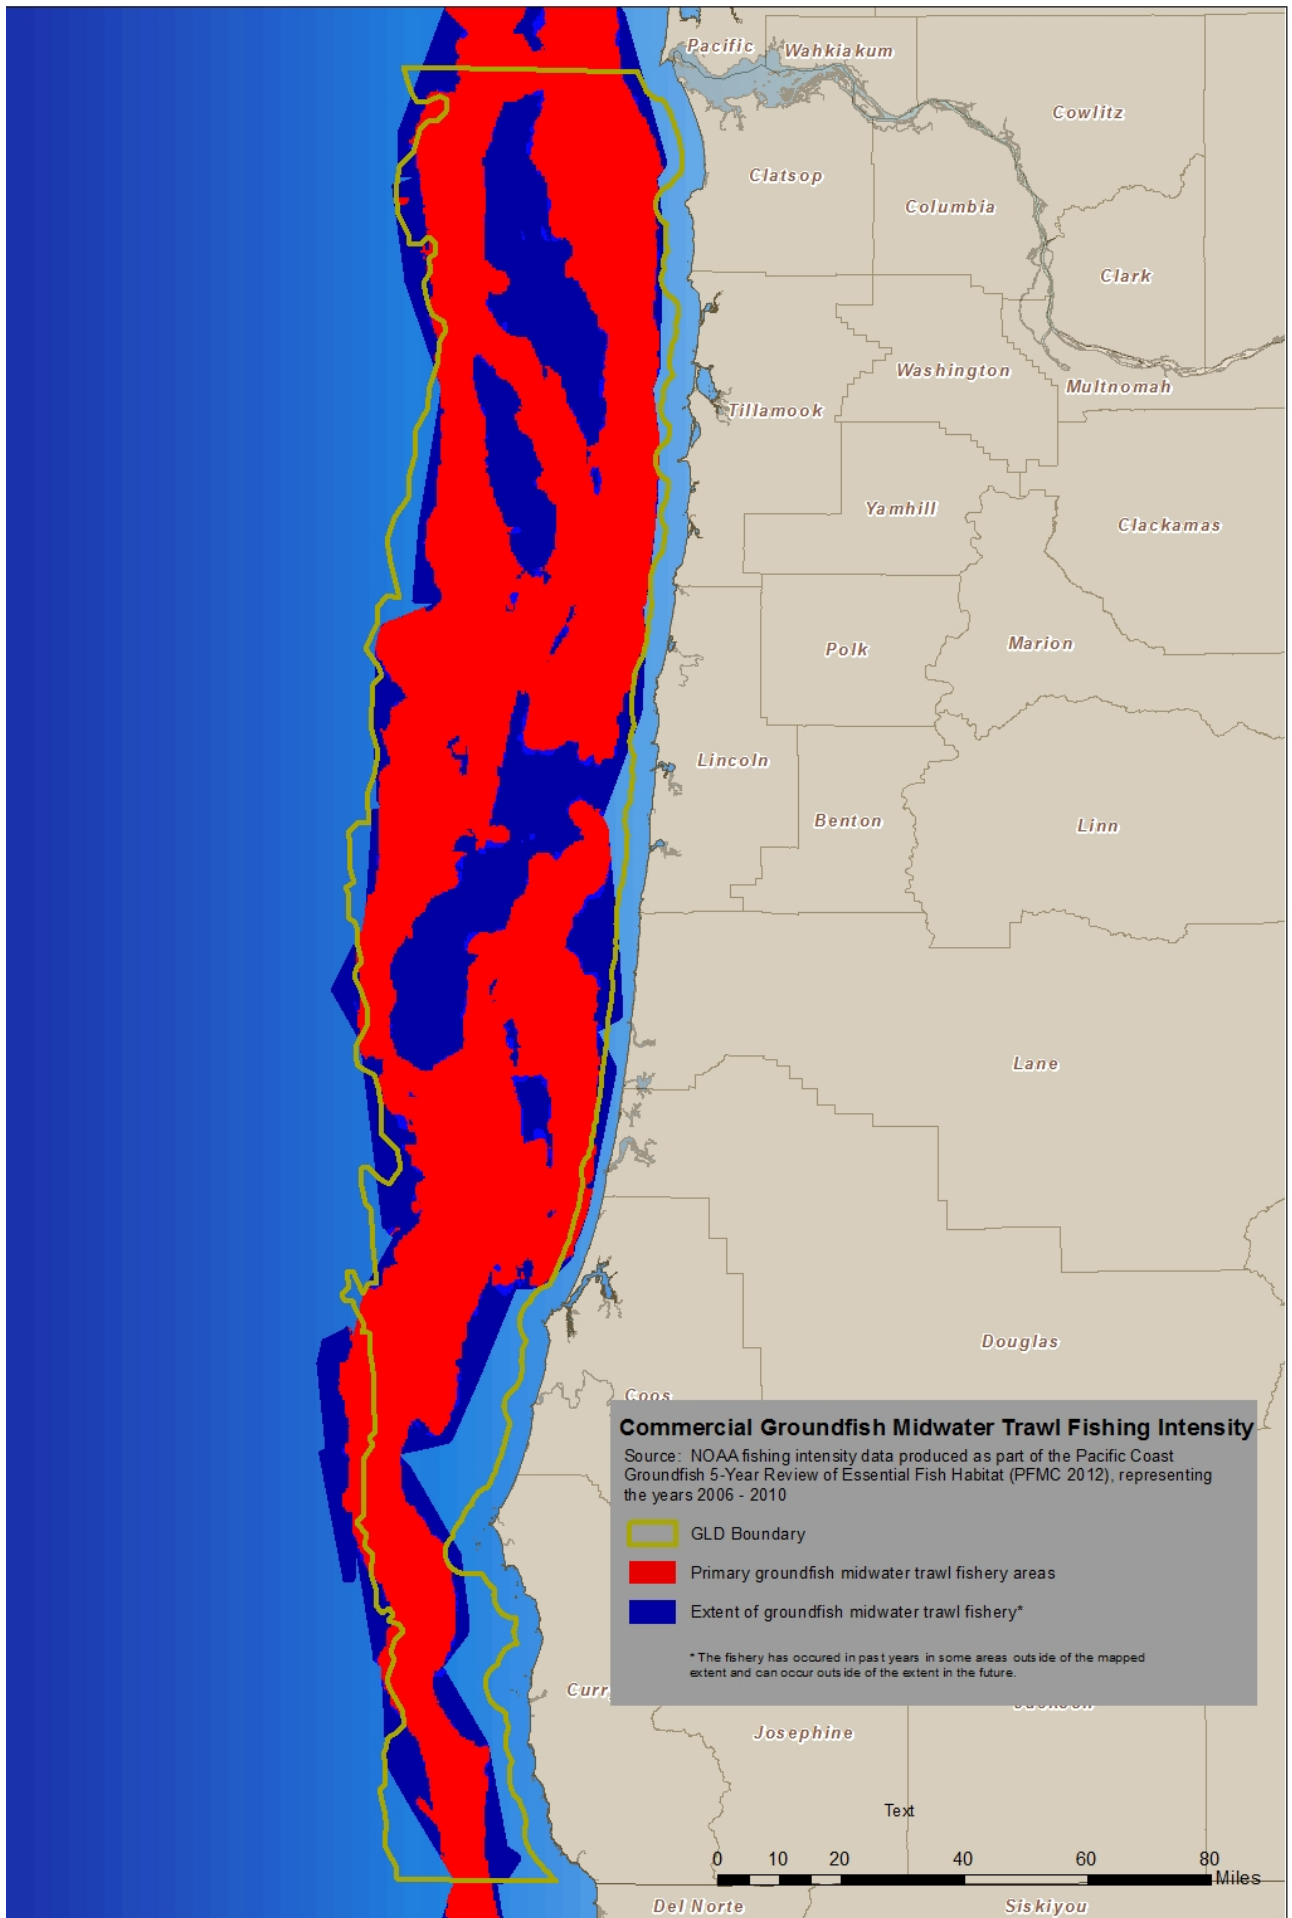 Pacific
Wahkiakum
Cowlitz
Clatsop
Columbia
Clark
Washington
Multnomah
Tillamook
Yamhill
Clackamas
Polk
Marion
Lincoln
Benton
Linn
Lane
Douglas
Coos
Commercial Groundfish Midwater Trawl Fishing Intensity
Source: NOAA fishing intensity data produced as part of the Pacific Coast
Groundfish 5-Year Review of Essential Fish Habitat (PFMC 2012), representing
the years 2006 - 2010
GLD Boundary
Primary groundfish midwater trawl fishery areas
Extent of groundfish midwater trawl fishery*
* The fishery has occured in past years in some areas outside of the mapped
extent and can occur outside of the extent in the future.
Curr
Josephine
Text
0 10 20 40 60 80
Miles
Del Norte
Siskiyou